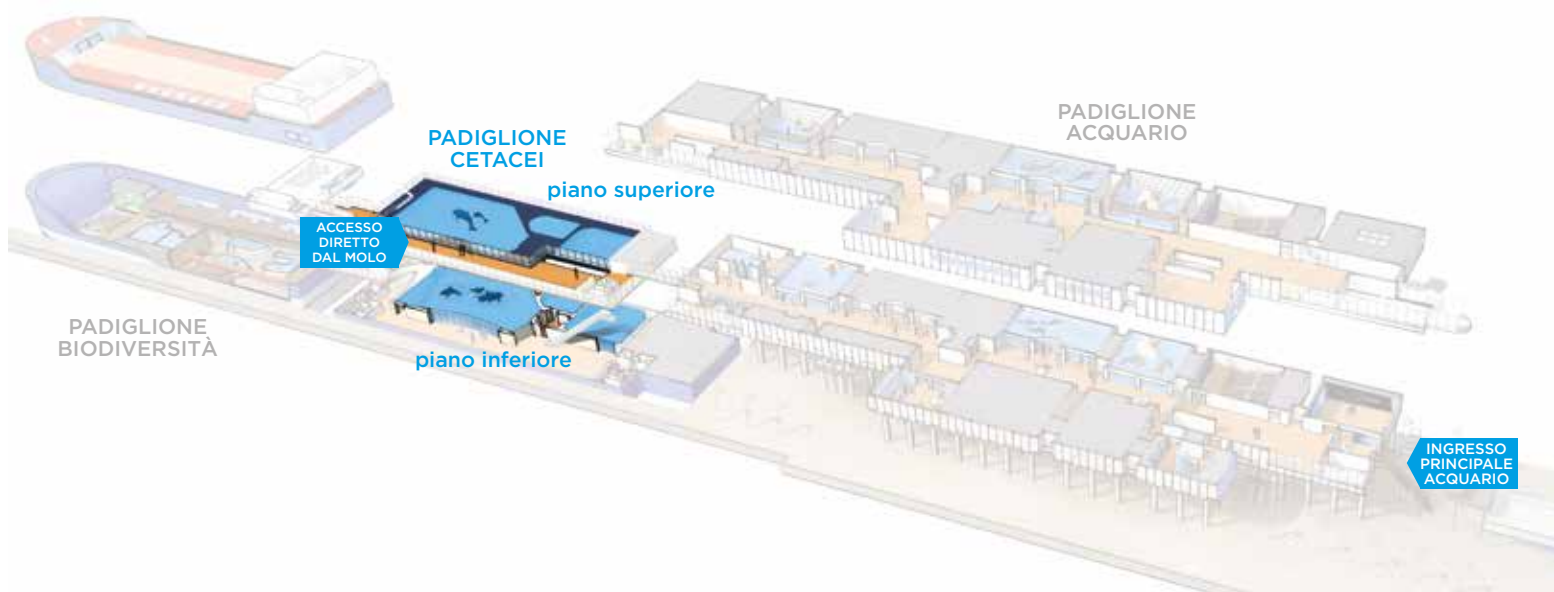 PADIGLIONE
ACQUARIO
PADIGLIONE
CETACEI
piano superiore
ACCESSO
DIRETTO
DAL MOLO
PADIGLIONE
BIODIVERSITÀ
piano inferiore
INGRESSO
PRINCIPALE
ACQUARIO